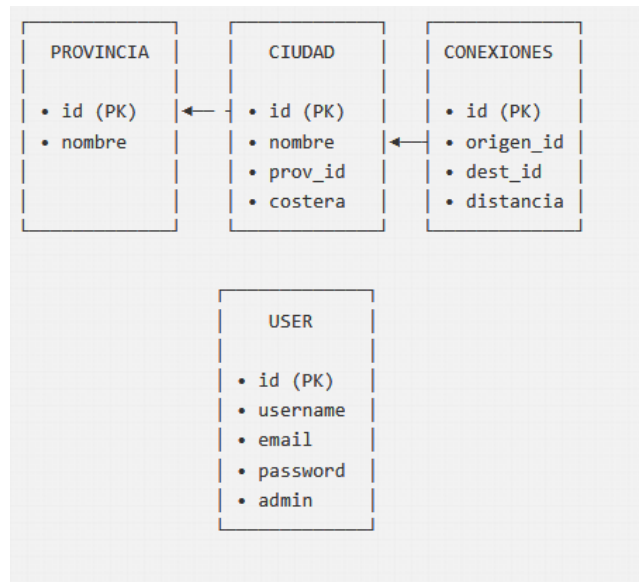 PROVINCIA
• id (PK)
• nombre
CIUDAD
• id (PK)
• nombre
• prov_id
• costera
CONEXIONES
• id (PK)
• origen_id
• dest_id
• distancia
USER
• id (PK)
• username
• email
• password
• admin